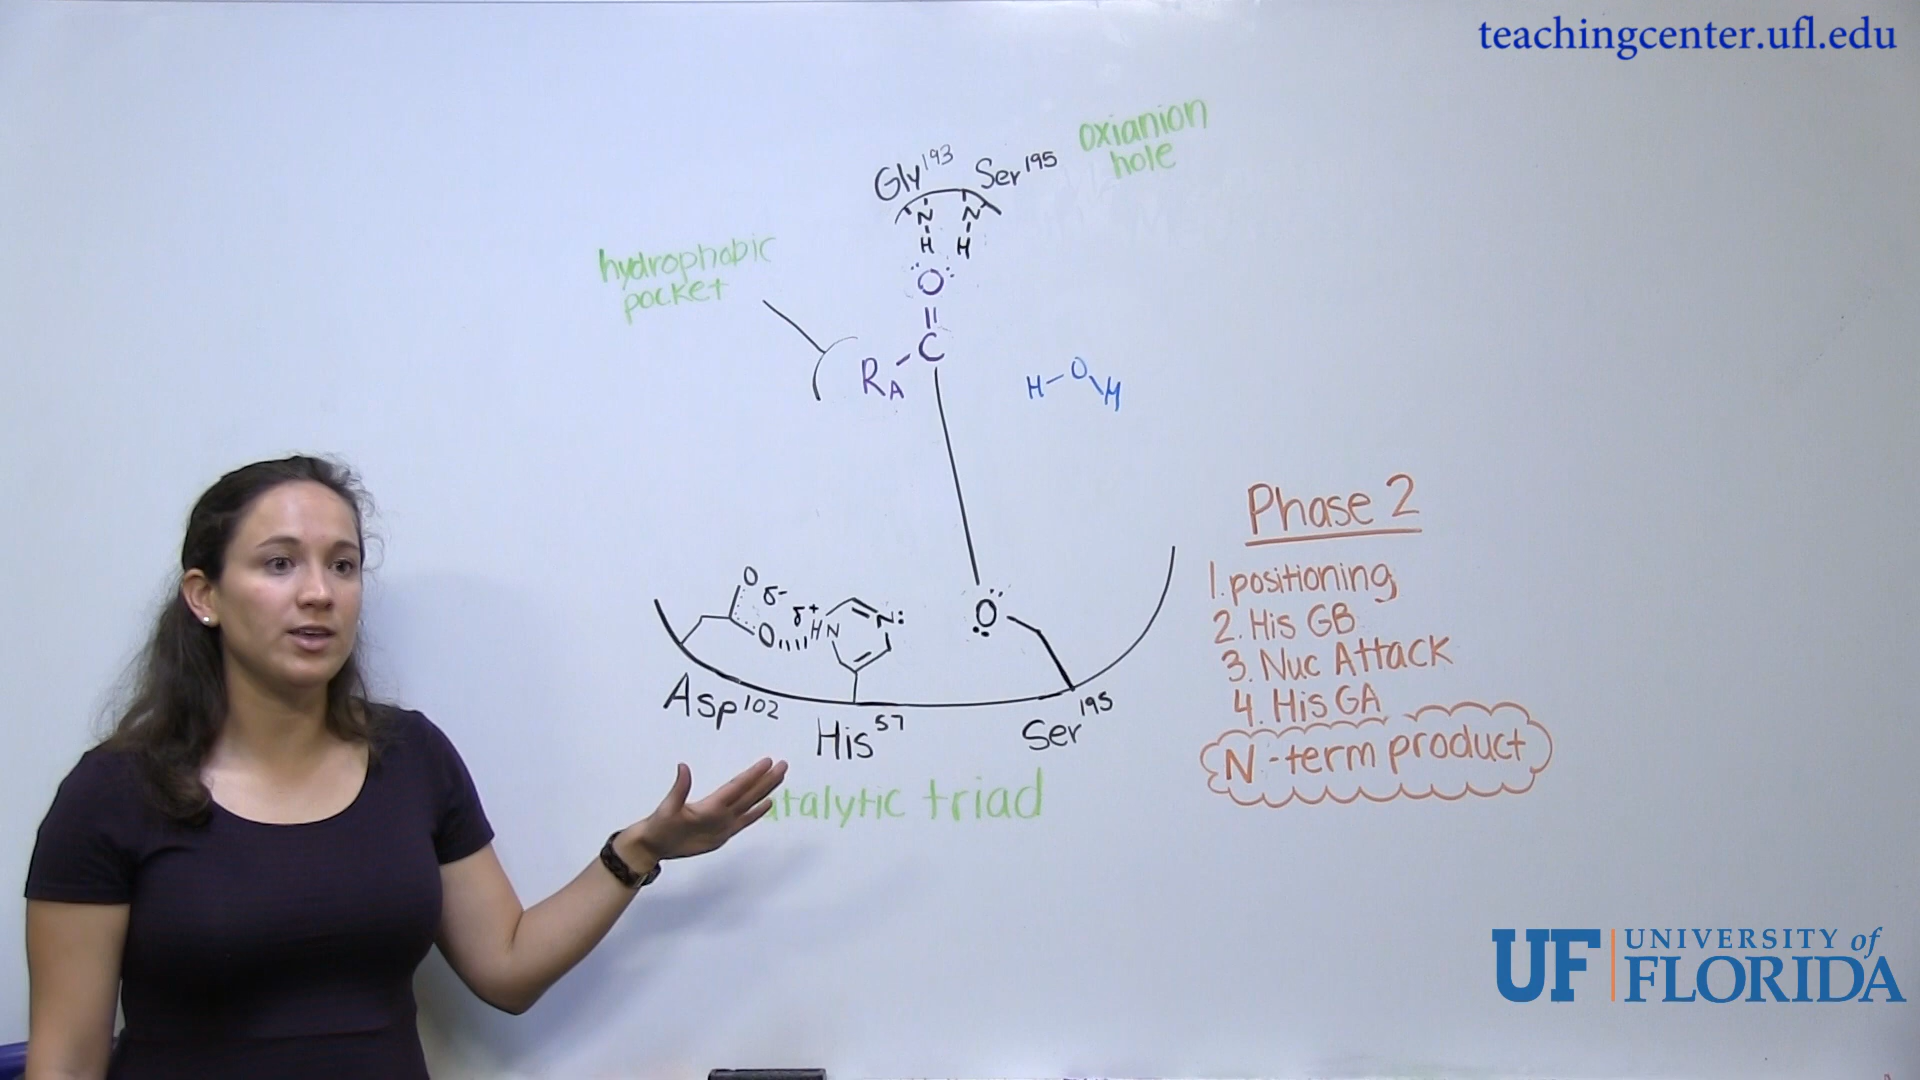 teachingcenter.ufl.edu
oxianion
hole
Gly193 Ser195
N N
H H
hydrophobic
pocket
O
C
RA
H O H
Phase 2
1. positioning
2. His GB
3. Nuc Attack
4. His GA
N-term product
O δ-
δ+
O HN N:
O
Asp102
His57
Ser195
atalytic triad
UF UNIVERSITY of
FLORIDA